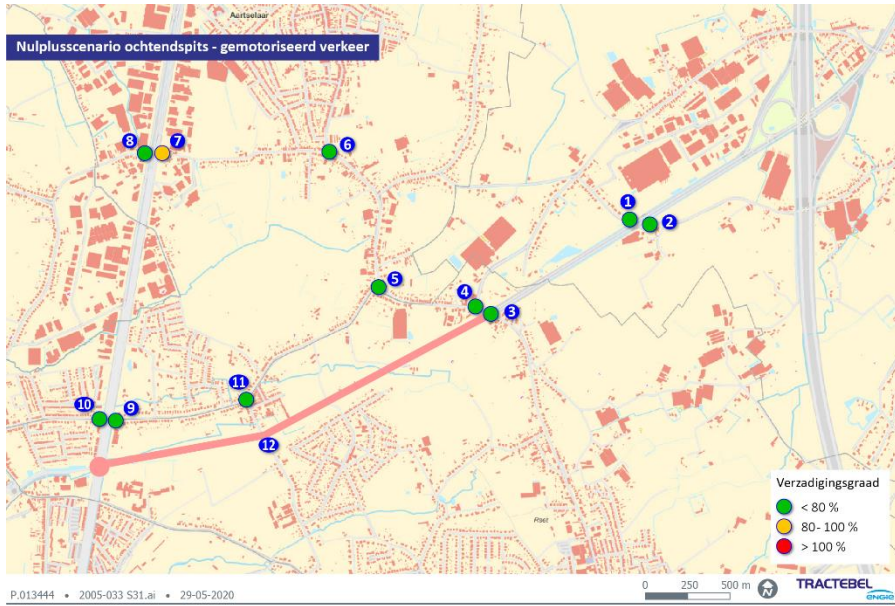 Aartselaar
Nulplusscenario ochtendspits - gemotoriseerd verkeer
8
7
6
1
2
5
4
3
11
10
9
12
Reet
Verzadigingsgraad
< 80 %
80 - 100 %
> 100 %
P.013444 • 2005-033 S31.ai • 29-05-2020
0 250 500 m
TRACTEBEL
ENGIE